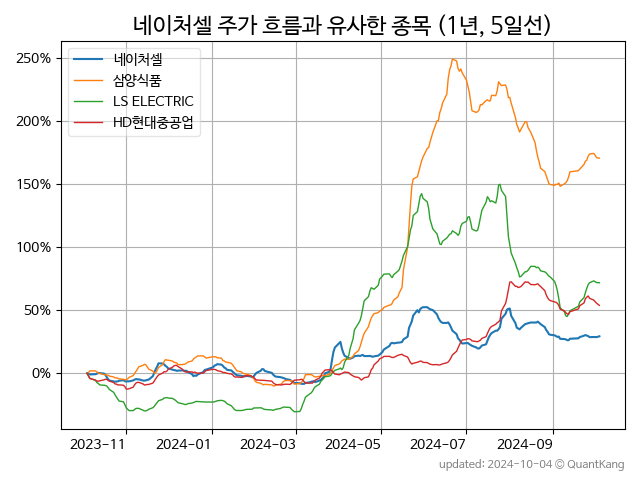 네이처셀 주가 흐름과 유사한 종목 (1년, 5일선)
네이처셀
삼양식품
LS ELECTRIC
HD현대중공업
250%
200%
150%
100%
50%
0%
2023-11 2024-01 2024-03 2024-05 2024-07 2024-09
updated: 2024-10-04 © QuantKang